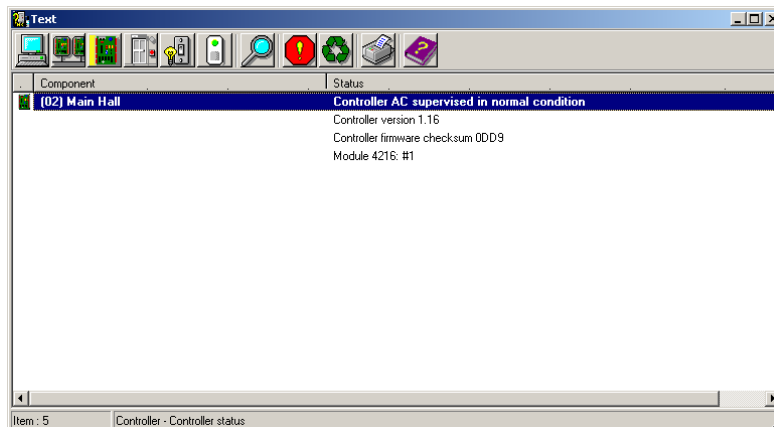 Text
. Component Status
(02) Main Hall Controller AC supervised in normal condition
Controller version 1.16
Controller firmware checksum 0DD9
Module 4216: #1
Item : 5 Controller - Controller status